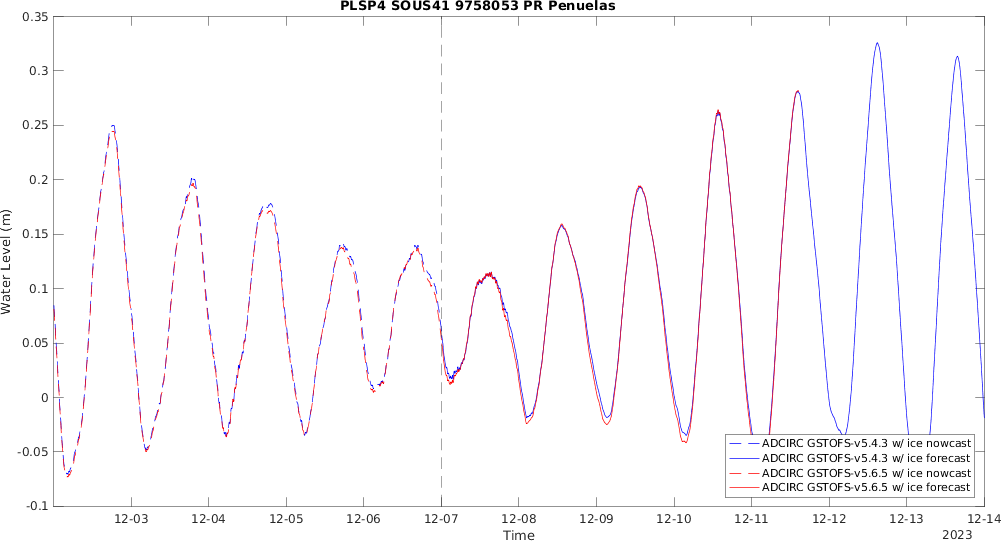 PLSP4 SOUS41 9758053 PR Penuelas
0.35
0.3
0.25
0.2
0.15
0.1
0.05
0
-0.05
-0.1
Water Level (m)
12-03 12-04 12-05 12-06 12-07 12-08 12-09 12-10 12-11 12-12 12-13 12-14
Time
2023
ADCIRC GSTOFS-v5.4.3 w/ ice nowcast
ADCIRC GSTOFS-v5.4.3 w/ ice forecast
ADCIRC GSTOFS-v5.6.5 w/ ice nowcast
ADCIRC GSTOFS-v5.6.5 w/ ice forecast